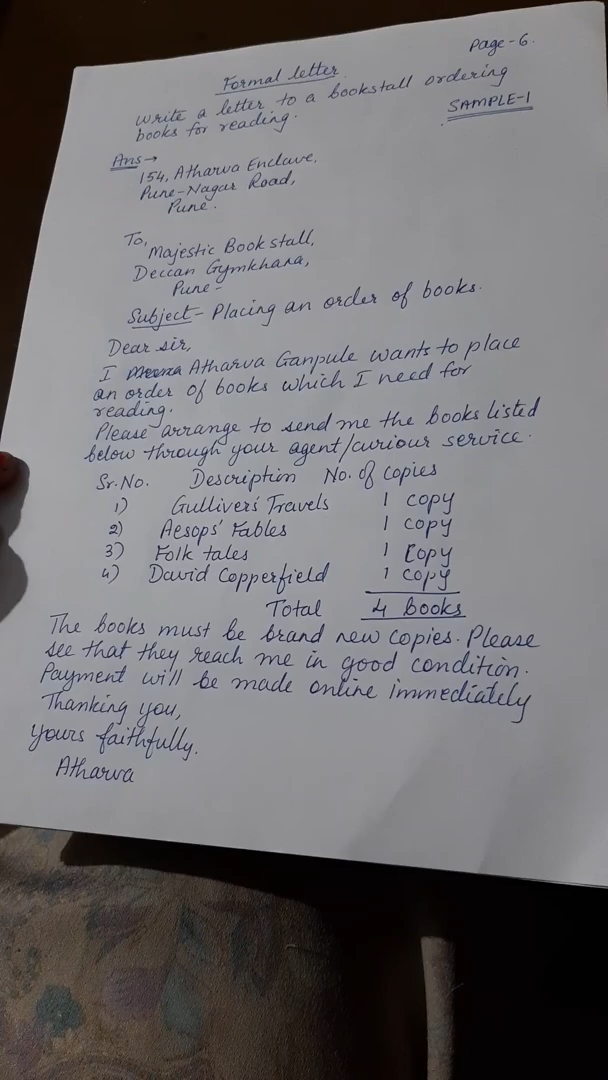 Page-6.
Formal letter
Write a letter to a bookstall ordering
books for reading.
SAMPLE-1
Ans→
154, Atharva Enclave,
Pune-Nagar Road,
Pune.
To,
Majestic Book stall,
Deccan Gymkhana,
Pune-
Subject- Placing an order of books.
Dear sir,
I Atharva Ganpule wants to place
an order of books which I need for
reading.
Please arrange to send me the books listed
below through your agent/curious service.
Sr.No. Description No. of copies
1) Gulliver's Travels 1 copy
2) Aesops' Fables 1 copy
3) Folk tales 1 copy
4) David Copperfield 1 copy
Total 4 books
The books must be brand new copies. Please
see that they reach me in good condition.
Payment will be made online immediately
Thanking you,
yours faithfully.
Atharva